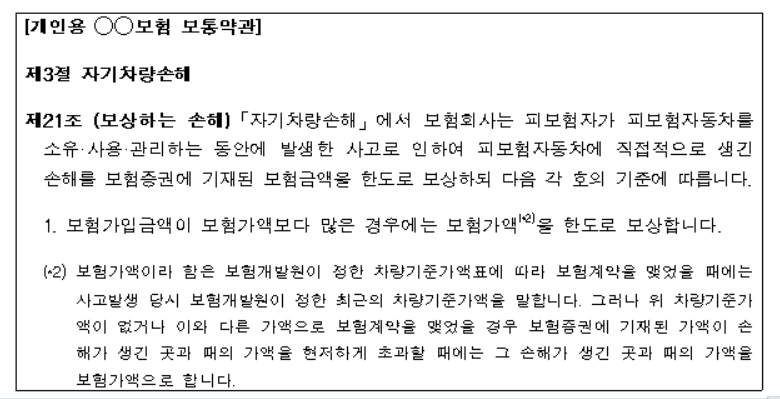 [개인용 ○○보험 보통약관]
제3절 자기차량손해
제21조 (보상하는 손해)「자기차량손해」에서 보험회사는 피보험자가 피보험자동차를
소유·사용·관리하는 동안에 발생한 사고로 인하여 피보험자동차에 직접적으로 생긴
손해를 보험증권에 기재된 보험금액을 한도로 보상하되 다음 각 호의 기준에 따릅니다.
1. 보험가입금액이 보험가액보다 많은 경우에는 보험가액(*2)을 한도로 보상합니다.
(*2) 보험가액이라 함은 보험개발원이 정한 차량기준가액표에 따라 보험계약을 맺었을 때에는
사고발생 당시 보험개발원이 정한 최근의 차량기준가액을 말합니다. 그러나 위 차량기준가
액이 없거나 이와 다른 가액으로 보험계약을 맺었을 경우 보험증권에 기재된 가액이 손
해가 생긴 곳과 때의 가액을 현저하게 초과할 때에는 그 손해가 생긴 곳과 때의 가액을
보험가액으로 합니다.